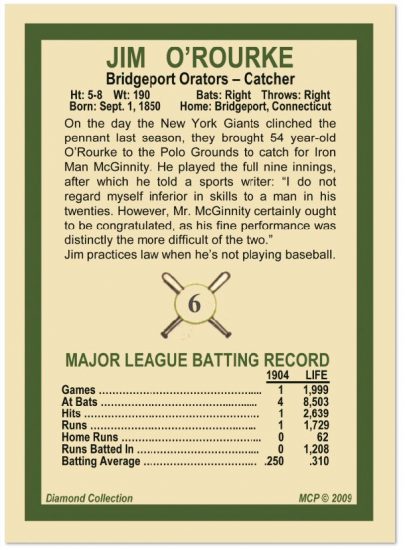 JIM O'ROURKE
Bridgeport Orators – Catcher
Ht: 5-8 Wt: 190 Bats: Right Throws: Right
Born: Sept. 1, 1850 Home: Bridgeport, Connecticut
On the day the New York Giants clinched the
pennant last season, they brought 54 year-old
O'Rourke to the Polo Grounds to catch for Iron
Man McGinnity. He played the full nine innings,
after which he told a sports writer: “I do not
regard myself inferior in skills to a man in his
twenties. However, Mr. McGinnity certainly ought
to be congratulated, as his fine performance was
distinctly the more difficult of the two.”
Jim practices law when he's not playing baseball.
6
MAJOR LEAGUE BATTING RECORD
1904 LIFE
Games ................................ 1 1,999
At Bats ................................ 4 8,503
Hits ................................ 1 2,639
Runs ................................ 1 1,729
Home Runs ................................ 0 62
Runs Batted In ................................ 0 1,208
Batting Average ................................ .250 .310
Diamond Collection MCP © 2009